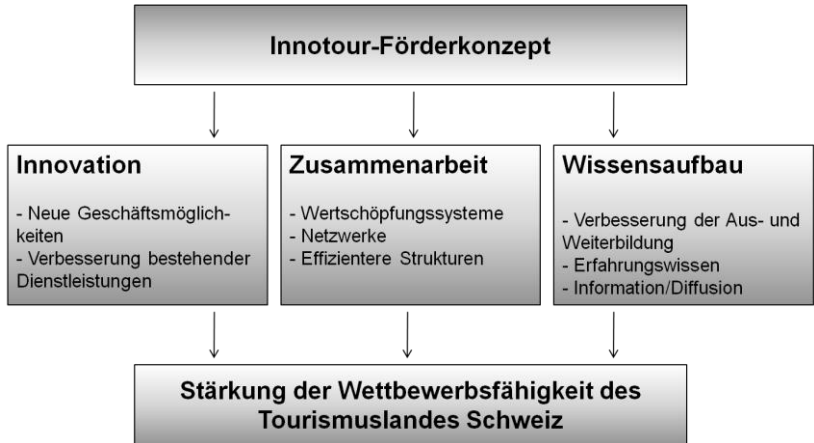 Innotour-Förderkonzept
Innovation
- Neue Geschäftsmöglich-
keiten
- Verbesserung bestehender
Dienstleistungen
Zusammenarbeit
- Wertschöpfungssysteme
- Netzwerke
- Effizientere Strukturen
Wissensaufbau
- Verbesserung der Aus- und
Weiterbildung
- Erfahrungswissen
- Information/Diffusion
Stärkung der Wettbewerbsfähigkeit des
Tourismuslandes Schweiz